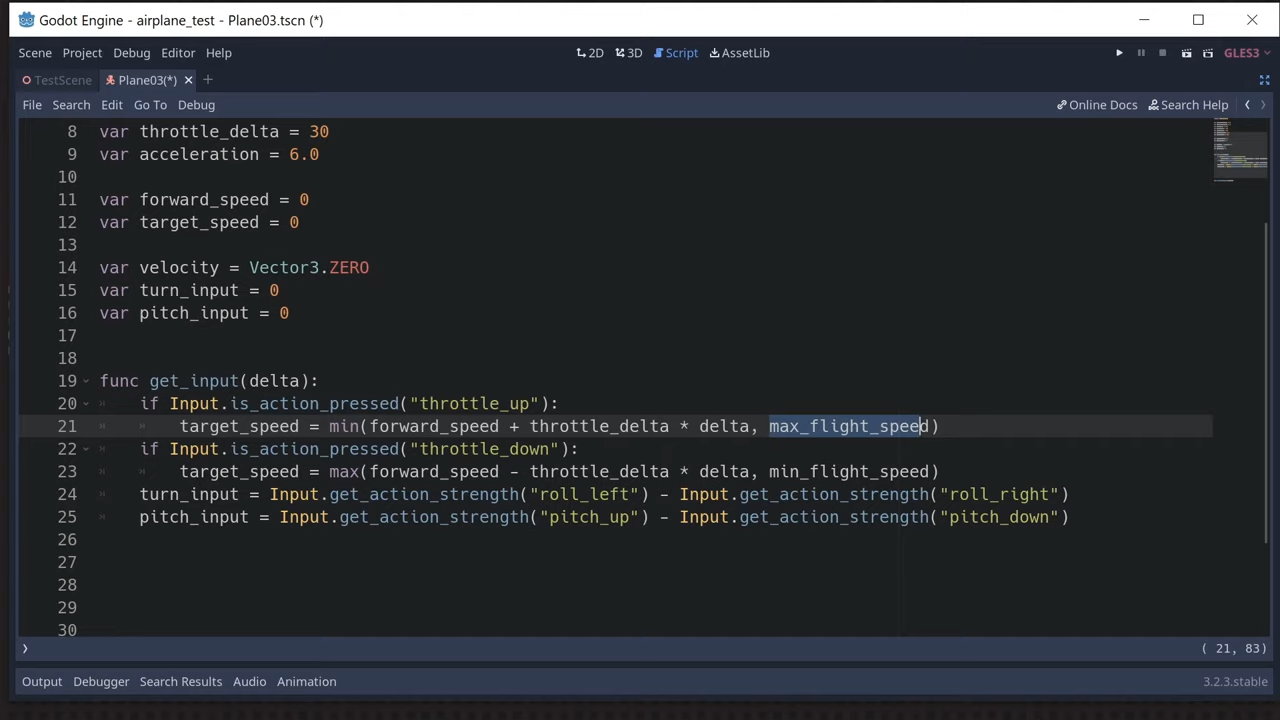 Godot Engine - airplane_test - Plane03.tscn (*)
Scene Project Debug Editor Help 2D 3D Script AssetLib GLES3
TestScene Plane03(*)
File Search Edit Go To Debug Online Docs Search Help
8 var throttle_delta = 30
9 var acceleration = 6.0
10
11 var forward_speed = 0
12 var target_speed = 0
13
14 var velocity = Vector3.ZERO
15 var turn_input = 0
16 var pitch_input = 0
17
18
19 func get_input(delta):
20 if Input.is_action_pressed("throttle_up"):
21 target_speed = min(forward_speed + throttle_delta * delta, max_flight_speed)
22 if Input.is_action_pressed("throttle_down"):
23 target_speed = max(forward_speed - throttle_delta * delta, min_flight_speed)
24 turn_input = Input.get_action_strength("roll_left") - Input.get_action_strength("roll_right")
25 pitch_input = Input.get_action_strength("pitch_up") - Input.get_action_strength("pitch_down")
26
27
28
29
30
( 21, 83)
Output Debugger Search Results Audio Animation 3.2.3.stable